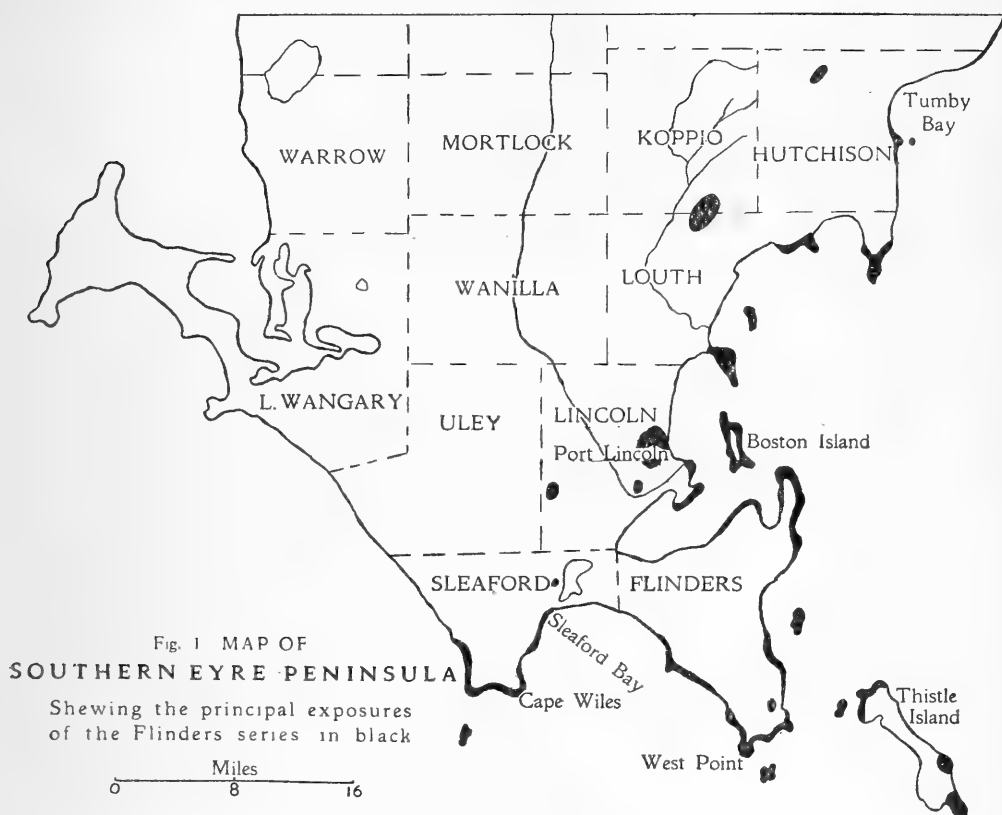 Tumby
Bay
KOPPIO
MORTLOCK
WARROW
HUTCHISON
LOUTH
WANILLA
L. WANGARY
ULEY
LINCOLN
Port Lincoln
Boston Island
SLEAFORD
FLINDERS
Sleaford Bay
Cape Wiles
West Point
Thistle
Island
Fig. 1 MAP OF
SOUTHERN EYRE PENINSULA
Shewing the principal exposures
of the Flinders series in black
Miles
0 8 16